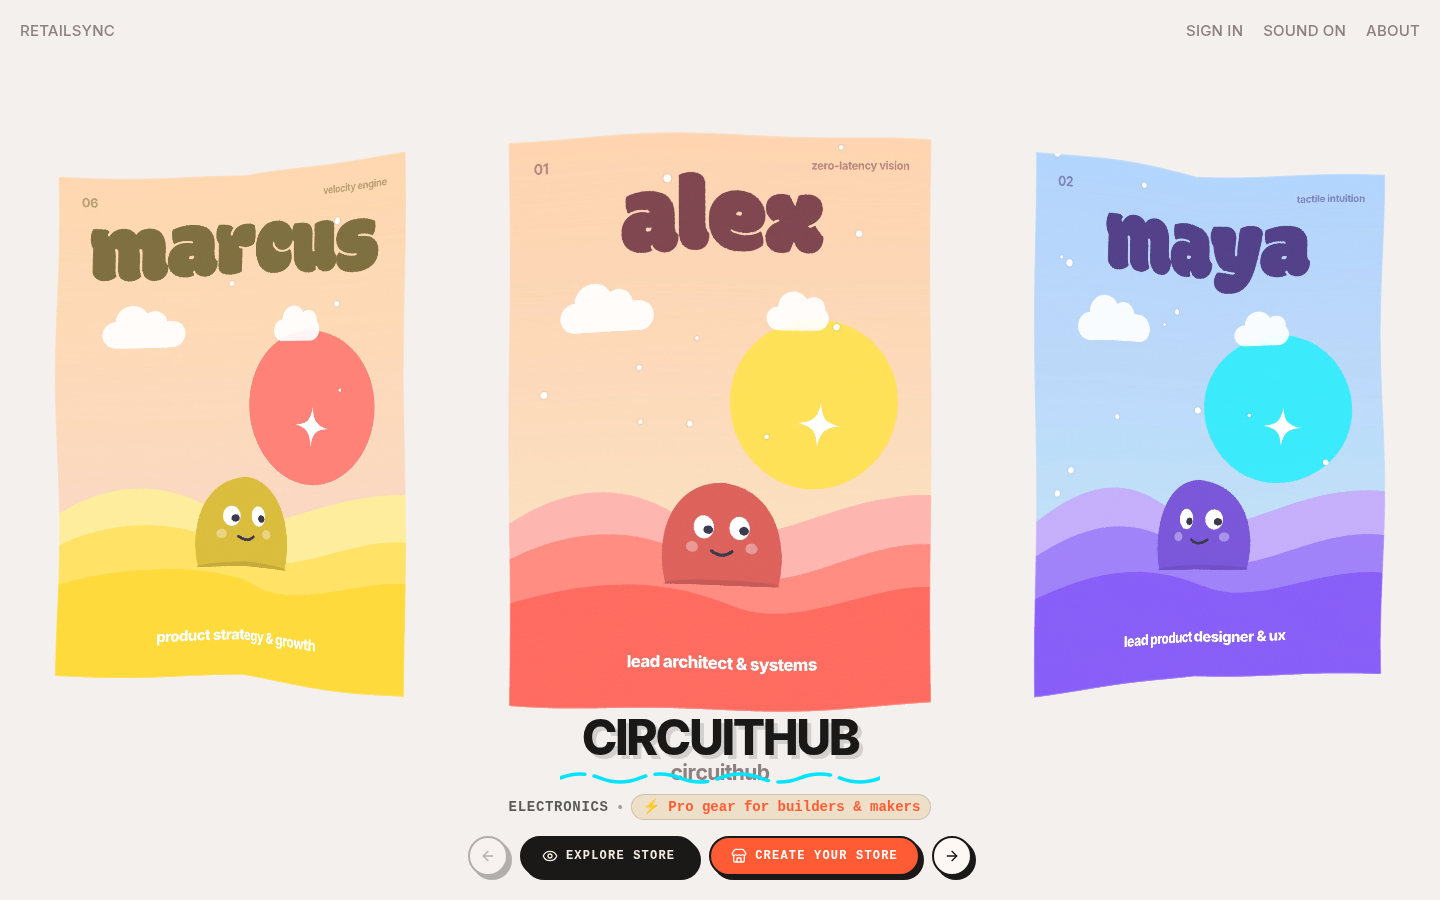 RETAILSYNC
SIGN IN
SOUND ON
ABOUT
06
velocity engine
marcus
product strategy & growth
01
zero-latency vision
alex
lead architect & systems
02
tactile intuition
maya
lead product designer & ux
CIRCUITHUB
circuithub
ELECTRONICS • ⚡ Pro gear for builders & makers
EXPLORE STORE
CREATE YOUR STORE